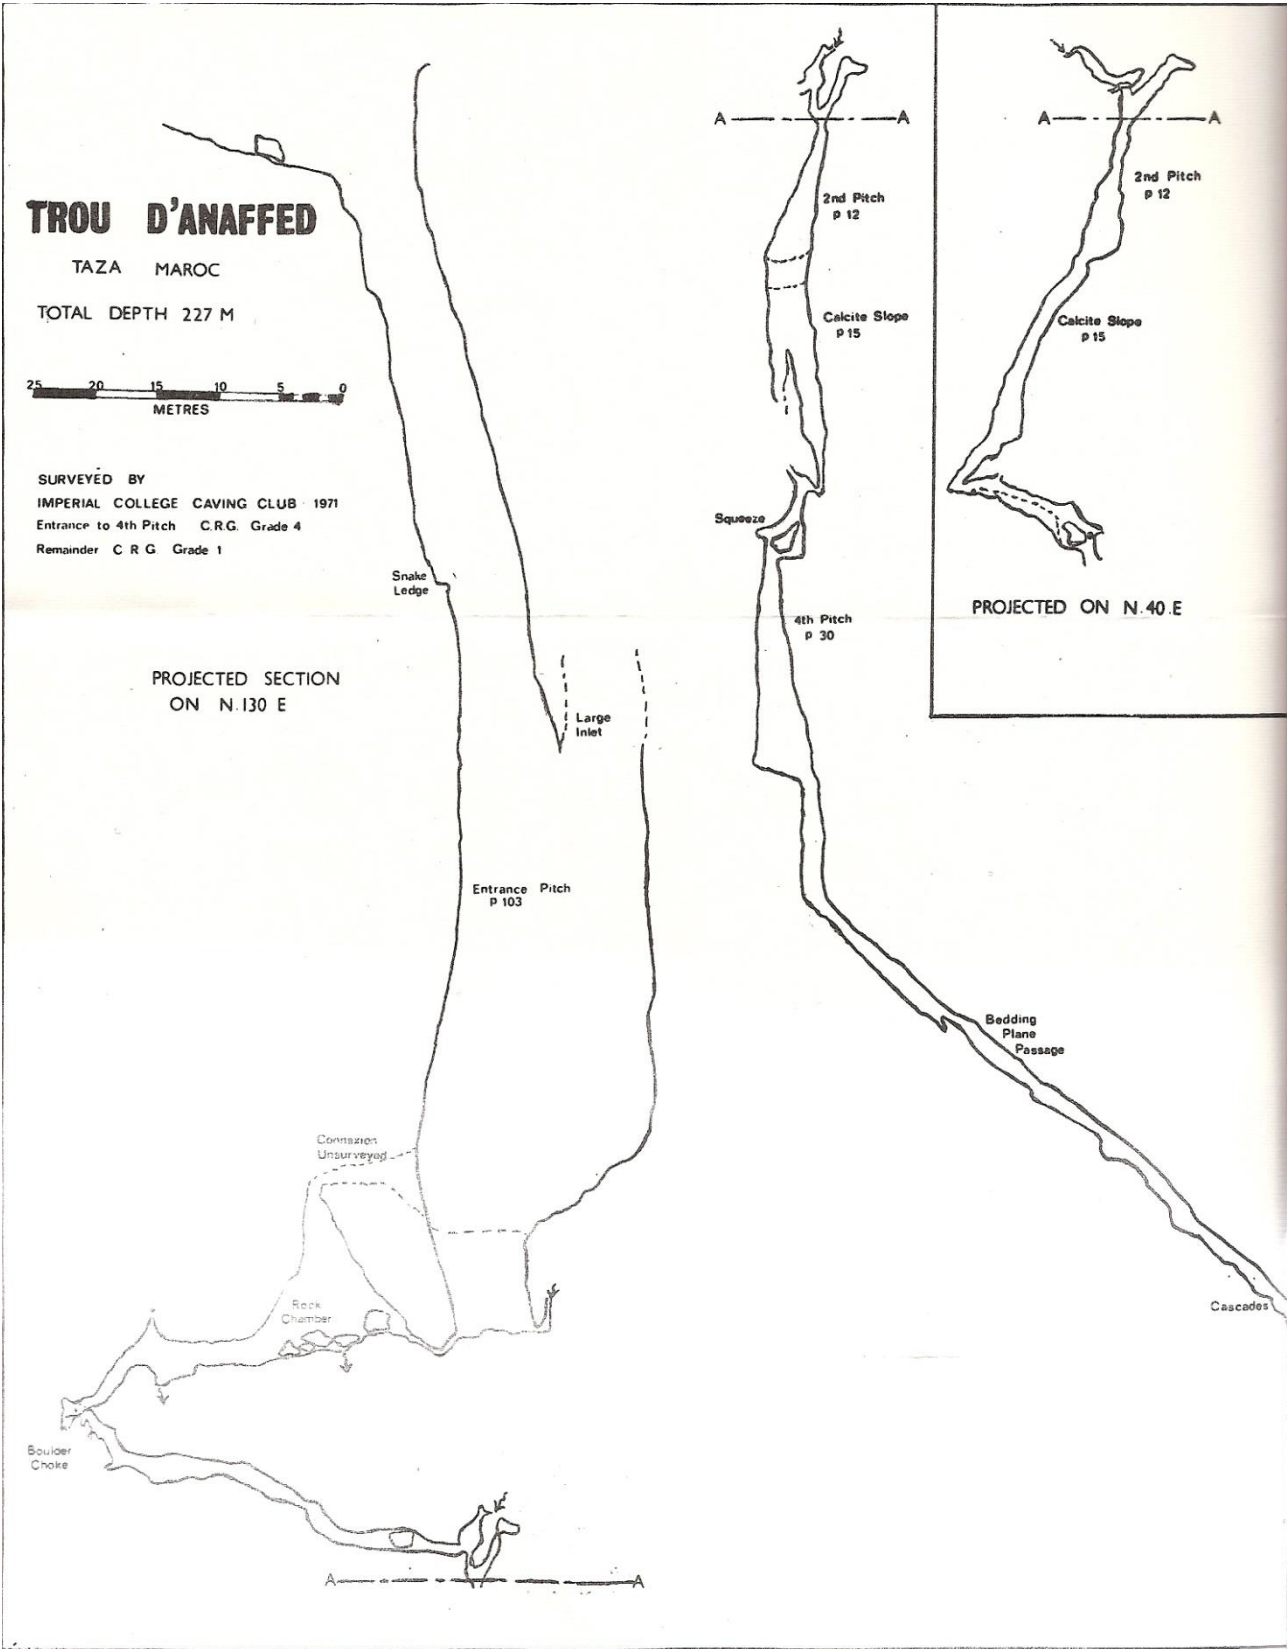 TROU D'ANAFFED
TAZA MAROC
TOTAL DEPTH 227 M
25 20 15 10 5 0
METRES
SURVEYED BY
IMPERIAL COLLEGE CAVING CLUB 1971
Entrance to 4th Pitch C.R.G. Grade 4
Remainder C R G Grade 1
PROJECTED SECTION
ON N.130 E
Snake
Ledge
Large
Inlet
Entrance Pitch
P 103
Connexion
Unsurveyed
Rock
Chamber
Boulder
Choke
A A
A A
2nd Pitch
P 12
Calcite Slope
P 15
Squeeze
4th Pitch
P 30
Bedding
Plane
Passage
Cascades
A A
2nd Pitch
P 12
Calcite Slope
P 15
PROJECTED ON N.40.E